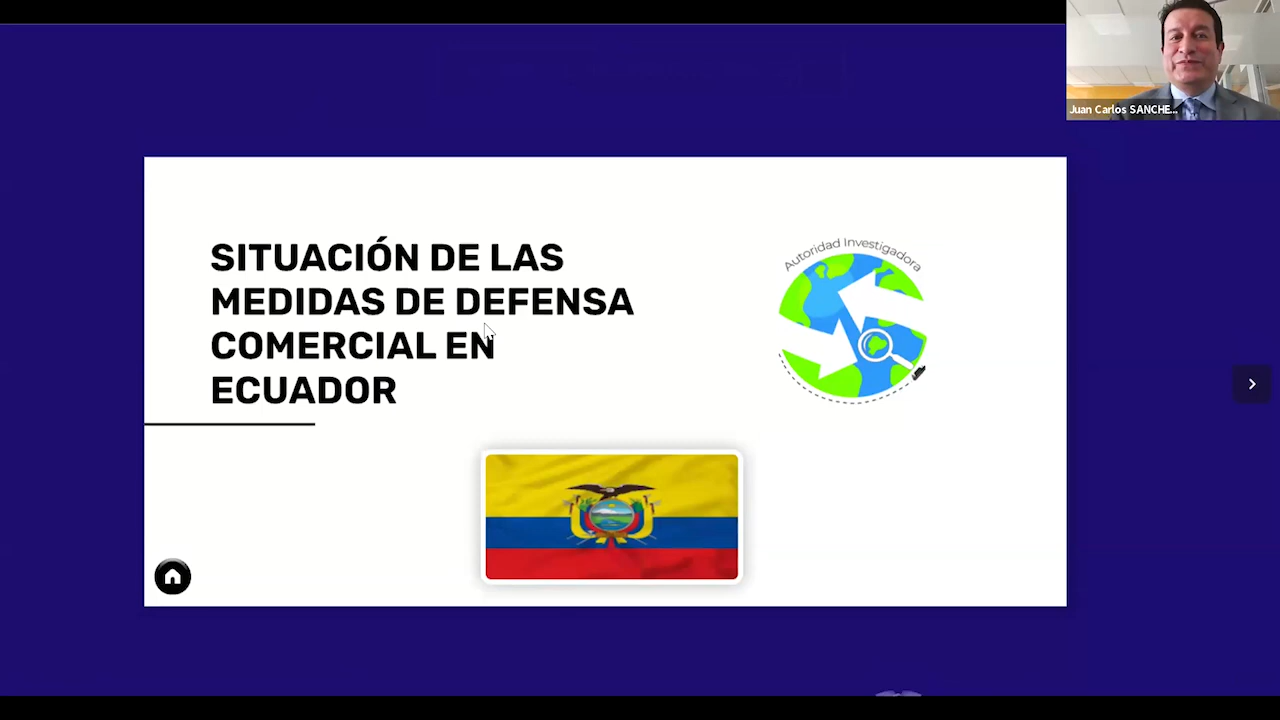 Juan Carlos SANCHE...
Autoridad Investigadora
SITUACIÓN DE LAS
MEDIDAS DE DEFENSA
COMERCIAL EN
ECUADOR